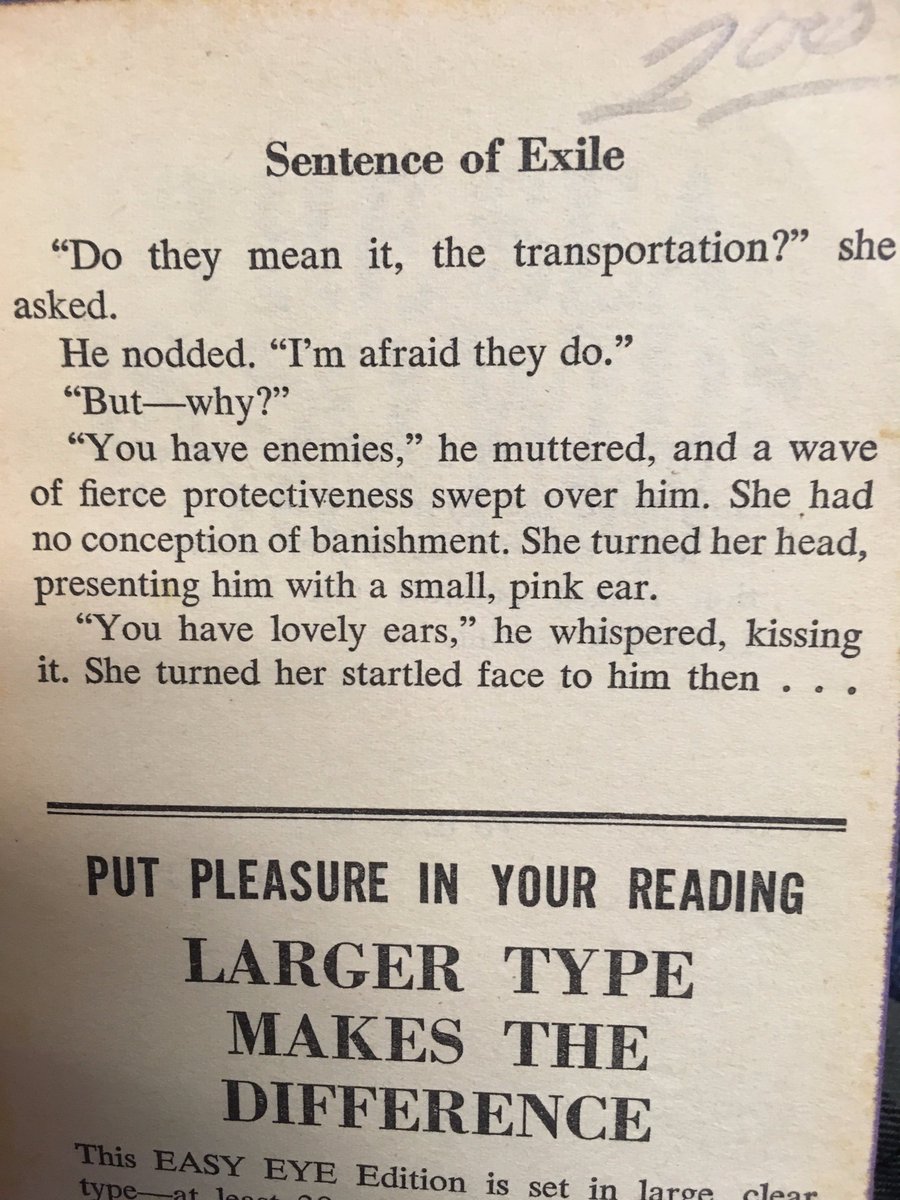 200
Sentence of Exile
“Do they mean it, the transportation?” she
asked.
He nodded. “I'm afraid they do.”
“But—why?”
“You have enemies,” he muttered, and a wave
of fierce protectiveness swept over him. She had
no conception of banishment. She turned her head,
presenting him with a small, pink ear.
“You have lovely ears,” he whispered, kissing
it. She turned her startled face to him then . . .
PUT PLEASURE IN YOUR READING
LARGER TYPE
MAKES THE
DIFFERENCE
This EASY EYE Edition is set in large, clear
type—at least